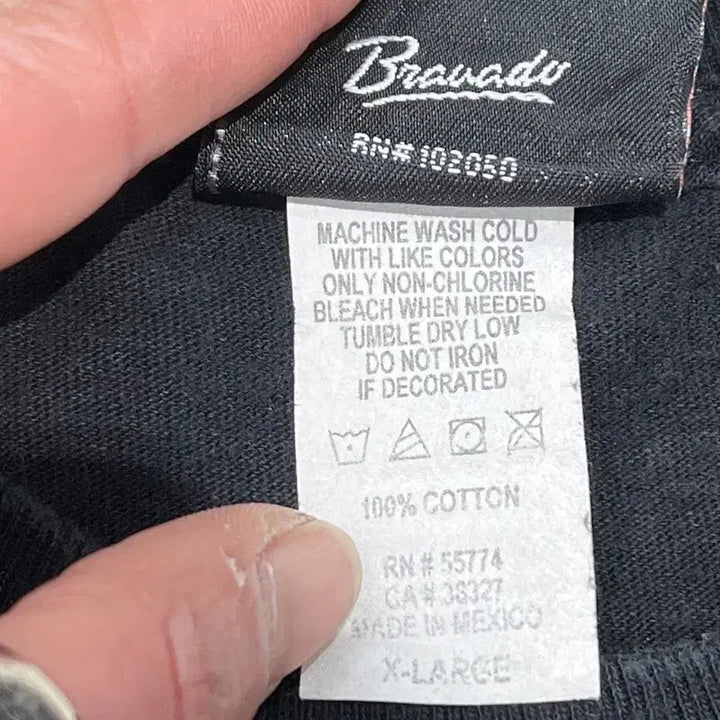 Bravado
RN# 102050
MACHINE WASH COLD
WITH LIKE COLORS
ONLY NON-CHLORINE
BLEACH WHEN NEEDED
TUMBLE DRY LOW
DO NOT IRON
IF DECORATED
100% COTTON
RN # 55774
CA # 38327
MADE IN MEXICO
X-LARGE